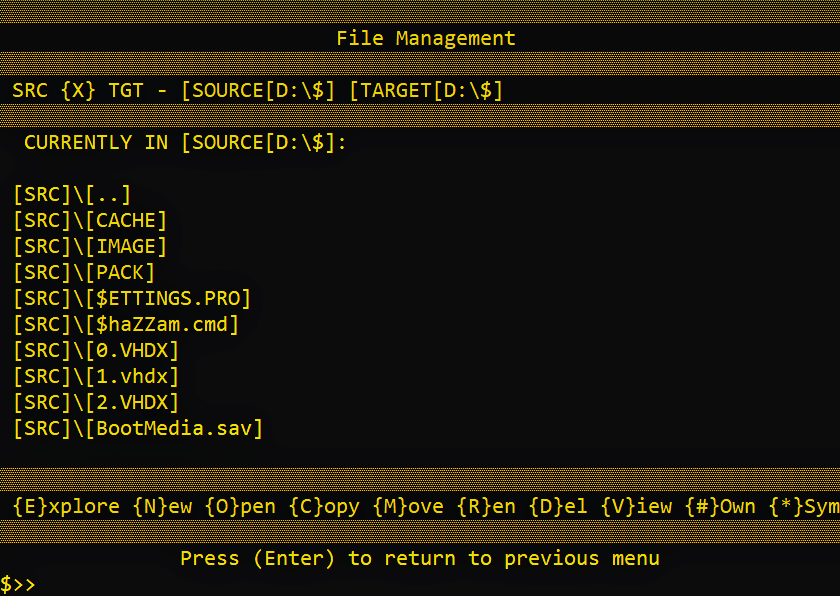 File Management
SRC {X} TGT - [SOURCE[D:\$] [TARGET[D:\$]
CURRENTLY IN [SOURCE[D:\$]:
[SRC]\[..]
[SRC]\[CACHE]
[SRC]\[IMAGE]
[SRC]\[PACK]
[SRC]\[$ETTINGS.PRO]
[SRC]\[$haZZam.cmd]
[SRC]\[0.VHDX]
[SRC]\[1.vhdx]
[SRC]\[2.VHDX]
[SRC]\[BootMedia.sav]
{E}xplore {N}ew {O}pen {C}opy {M}ove {R}en {D}el {V}iew {#}Own {*}Sym
Press (Enter) to return to previous menu
$>>